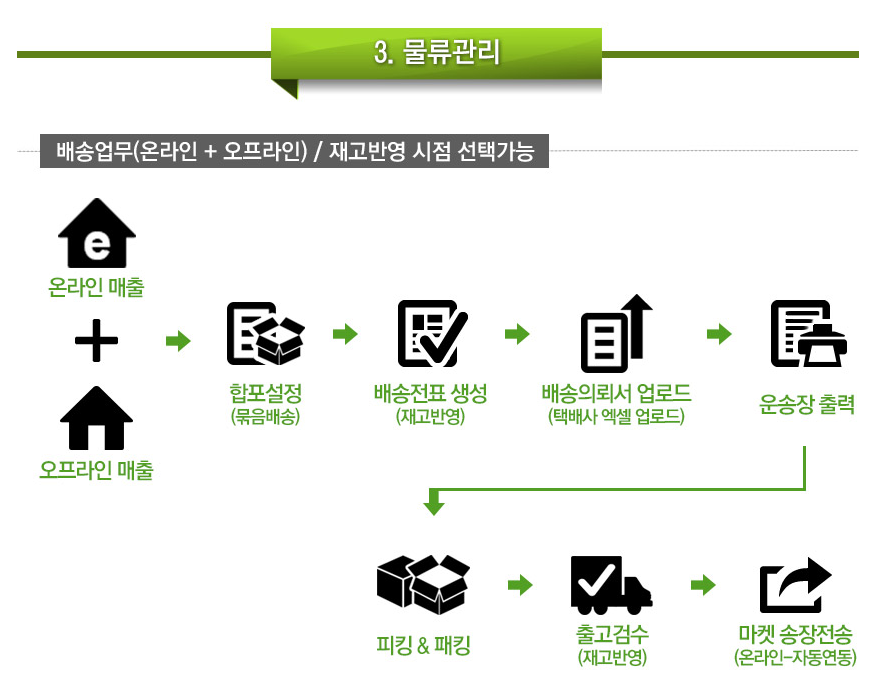 3. 물류관리
배송업무(온라인 + 오프라인) / 재고반영 시점 선택가능
e
온라인 매출
+
오프라인 매출
합포설정
(묶음배송)
배송전표 생성
(재고반영)
배송의뢰서 업로드
(택배사 엑셀 업로드)
운송장 출력
피킹 & 패킹
출고검수
(재고반영)
마켓 송장전송
(온라인-자동연동)